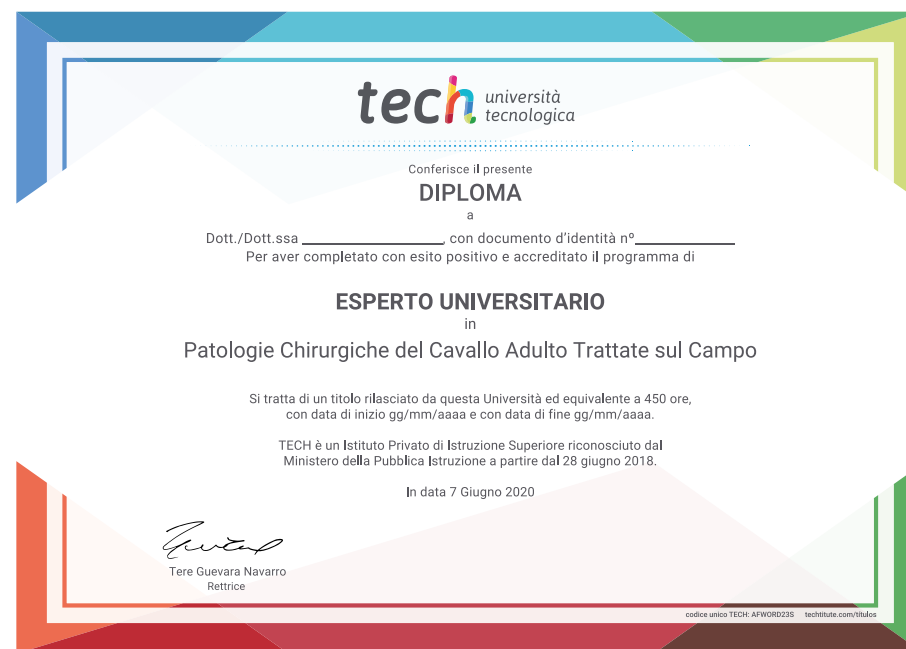 tech università
tecnologica
Conferisce il presente
DIPLOMA
a
Dott./Dott.ssa ____________________, con documento d'identità nº______________
Per aver completato con esito positivo e accreditato il programma di
ESPERTO UNIVERSITARIO
in
Patologie Chirurgiche del Cavallo Adulto Trattate sul Campo
Si tratta di un titolo rilasciato da questa Università ed equivalente a 450 ore,
con data di inizio gg/mm/aaaa e con data di fine gg/mm/aaaa.
TECH è un Istituto Privato di Istruzione Superiore riconosciuto dal
Ministero della Pubblica Istruzione a partire dal 28 giugno 2018.
In data 7 Giugno 2020
Tere Guevara Navarro
Rettrice
codice unico TECH: AFWORD23S techtitute.com/titulos